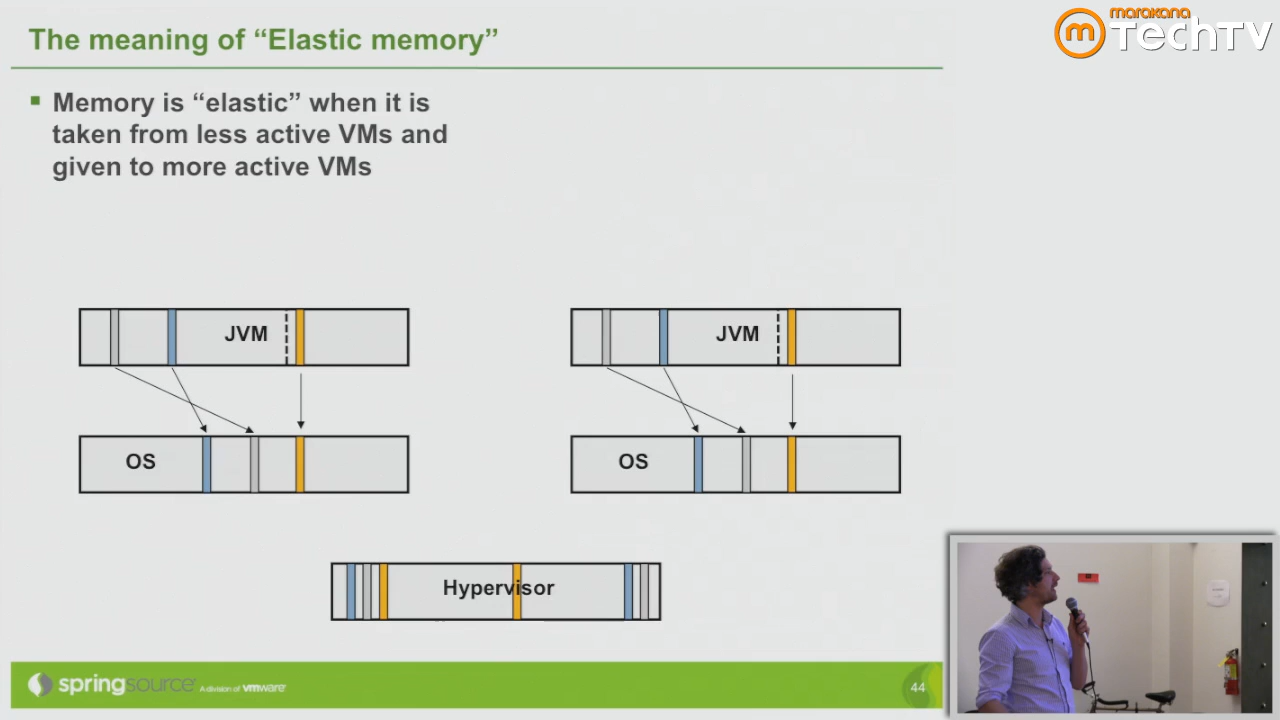 The meaning of “Elastic memory”
marakana
m TechTV
Memory is “elastic” when it is
taken from less active VMs and
given to more active VMs
JVM
JVM
OS
OS
Hypervisor
springsource A division of vmware
44